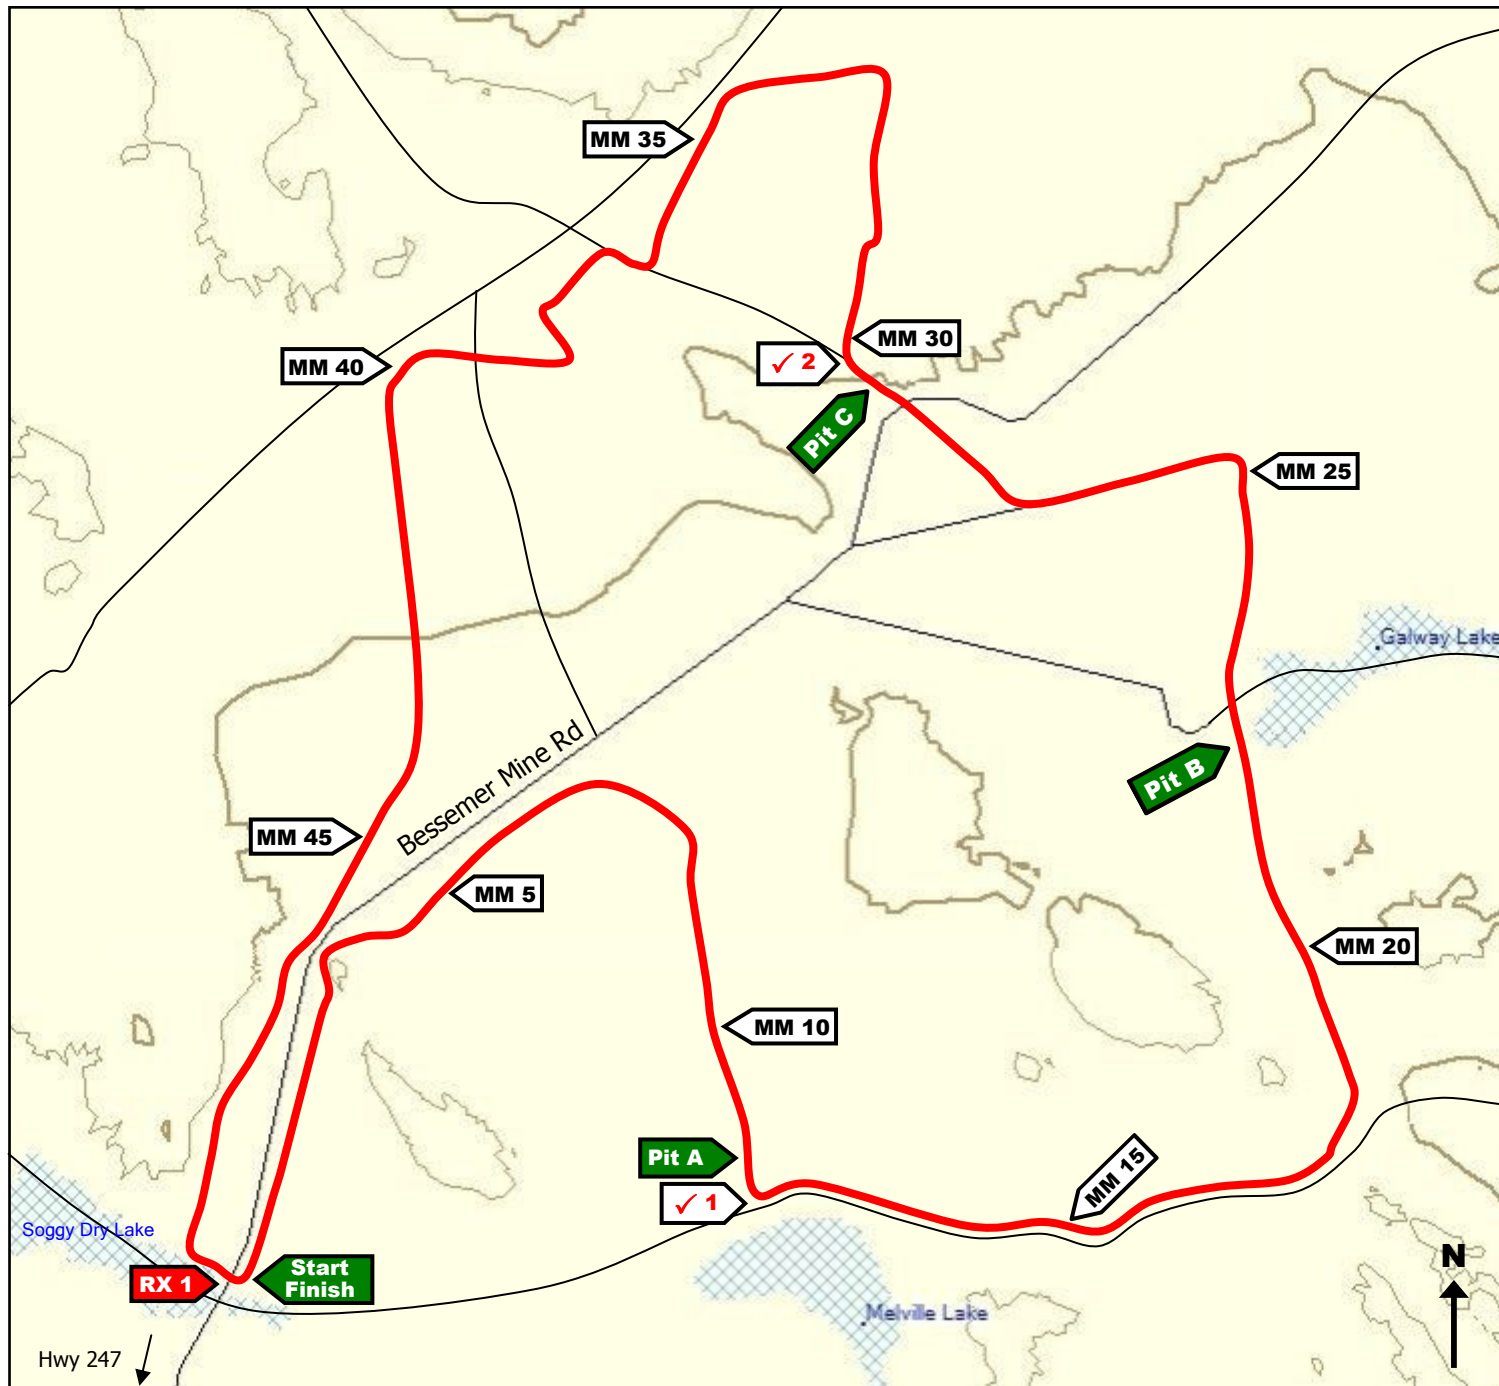 MM 35
MM 30
✓ 2
MM 40
Pit C
MM 25
Galway Lake
Bessemer Mine Rd
Pit B
MM 45
MM 5
MM 20
MM 10
Pit A
MM 15
✓ 1
Soggy Dry Lake
Start
Finish
RX 1
N
Melville Lake
Hwy 247